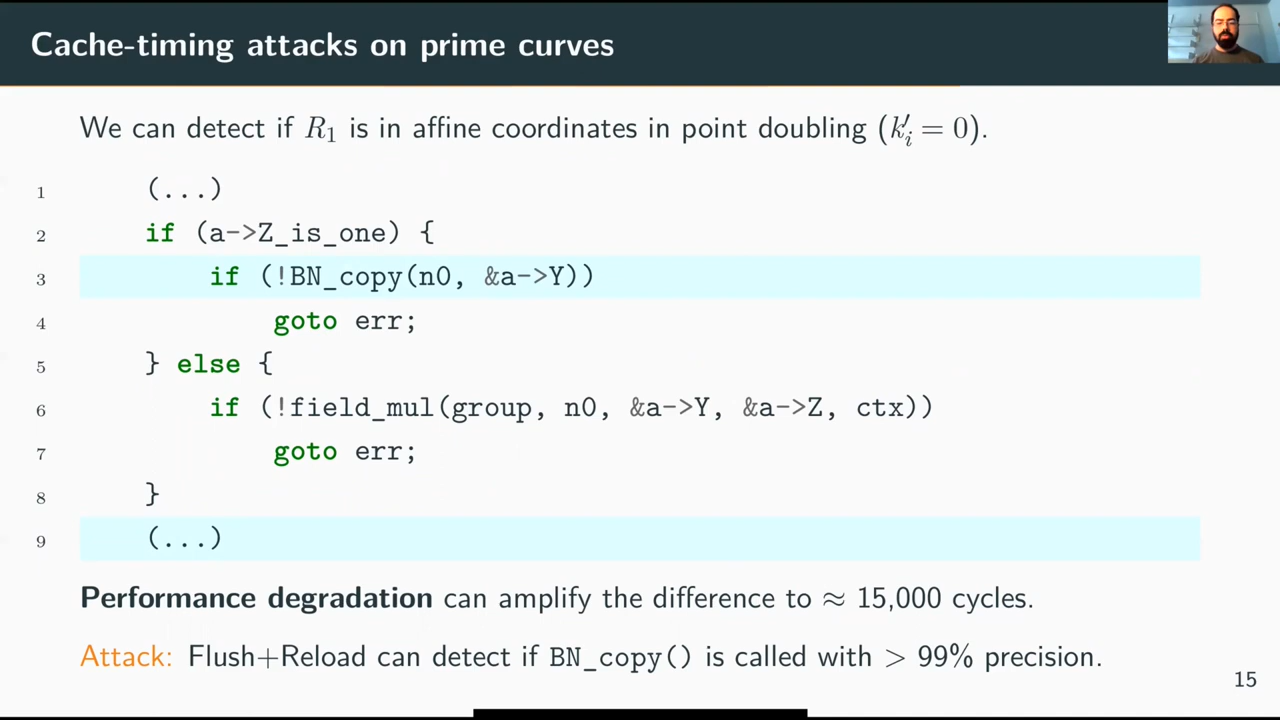 Cache-timing attacks on prime curves
We can detect if R₁ is in affine coordinates in point doubling (k′ᵢ = 0).
1 (...)
2 if (a->Z_is_one) {
3 if (!BN_copy(n0, &a->Y))
4 goto err;
5 } else {
6 if (!field_mul(group, n0, &a->Y, &a->Z, ctx))
7 goto err;
8 }
9 (...)
Performance degradation can amplify the difference to ≈ 15,000 cycles.
Attack: Flush+Reload can detect if BN_copy() is called with > 99% precision.
15